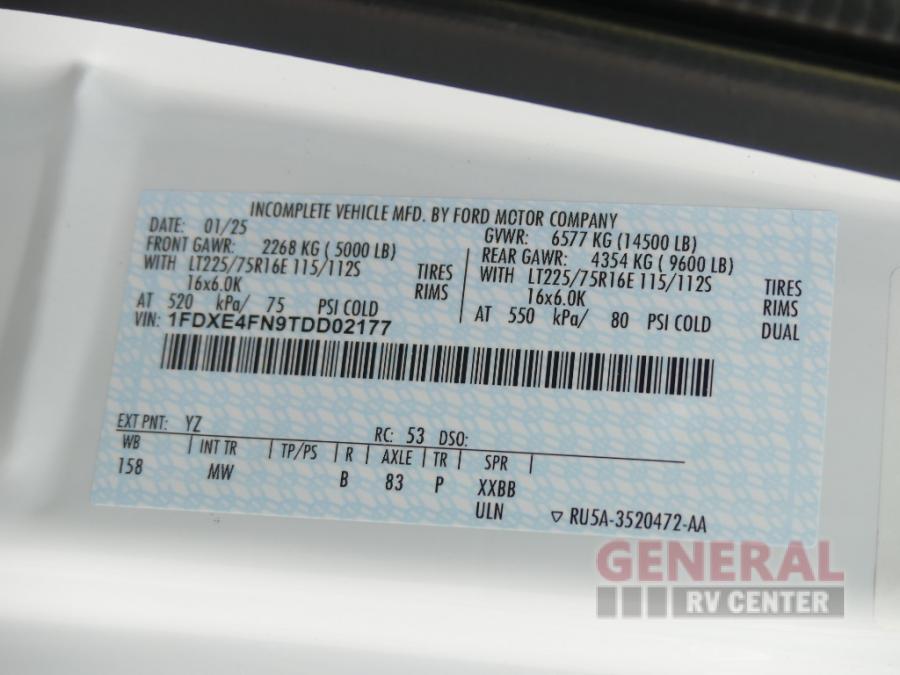 INCOMPLETE VEHICLE MFD. BY FORD MOTOR COMPANY
DATE: 01/25 GVWR: 6577 KG (14500 LB)
FRONT GAWR: 2268 KG ( 5000 LB) REAR GAWR: 4354 KG ( 9600 LB)
WITH LT225/75R16E 115/112S TIRES WITH LT225/75R16E 115/112S TIRES
16x6.0K RIMS 16x6.0K RIMS
AT 520 kPa/ 75 PSI COLD AT 550 kPa/ 80 PSI COLD DUAL
VIN: 1FDXE4FN9TDD02177
EXT PNT: YZ RC: 53 DSO:
WB INT TR TP/PS R AXLE TR SPR
158 MW B 83 P XXBB
ULN ▽ RU5A-3520472-AA
GENERAL
RV CENTER